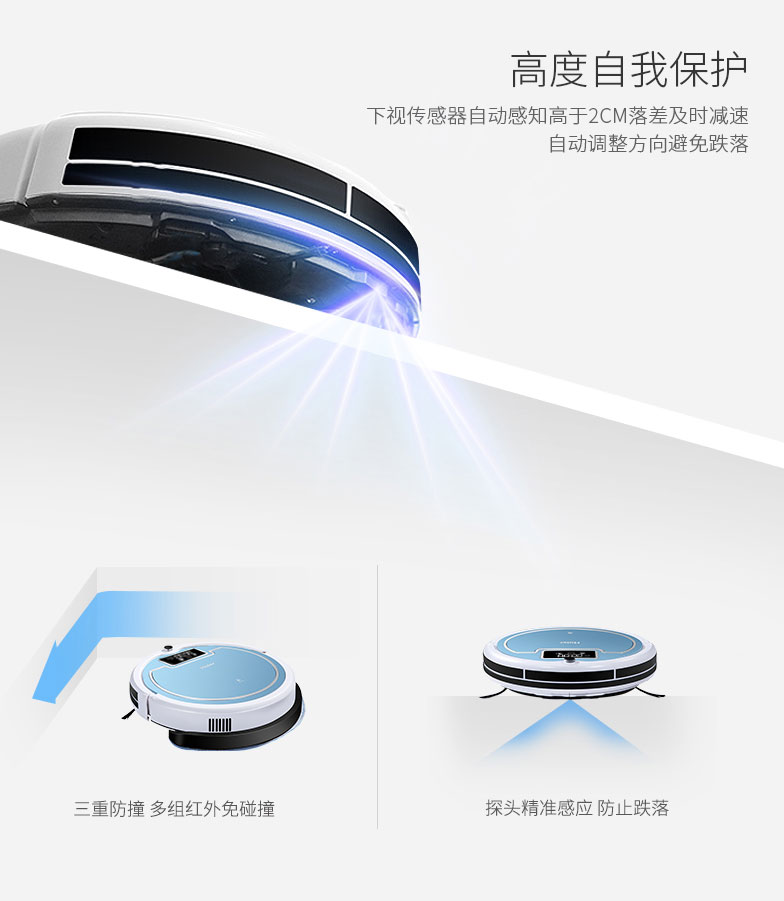 高度自我保护
下视传感器自动感知高于2CM落差及时减速
自动调整方向避免跌落
三重防撞 多组红外免碰撞
探头精准感应 防止跌落